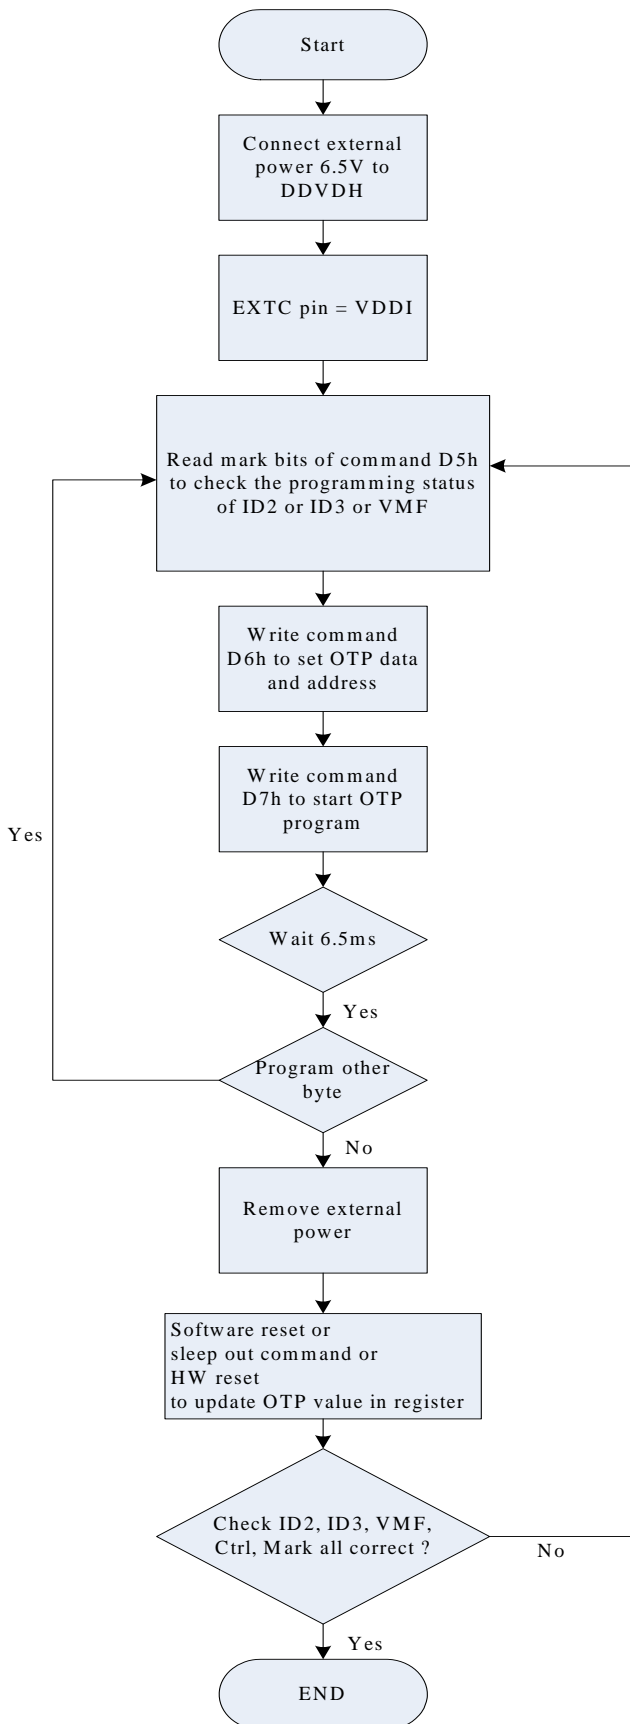 Start
Connect external
power 6.5V to
DDVDH
EXTC pin = VDDI
Read mark bits of command D5h
to check the programming status
of ID2 or ID3 or VMF
Write command
D6h to set OTP data
and address
Write command
D7h to start OTP
program
Yes
Wait 6.5ms
Yes
Program other
byte
No
Remove external
power
Software reset or
sleep out command or
HW reset
to update OTP value in register
Check ID2, ID3, VMF,
Ctrl, Mark all correct ?
No
Yes
END